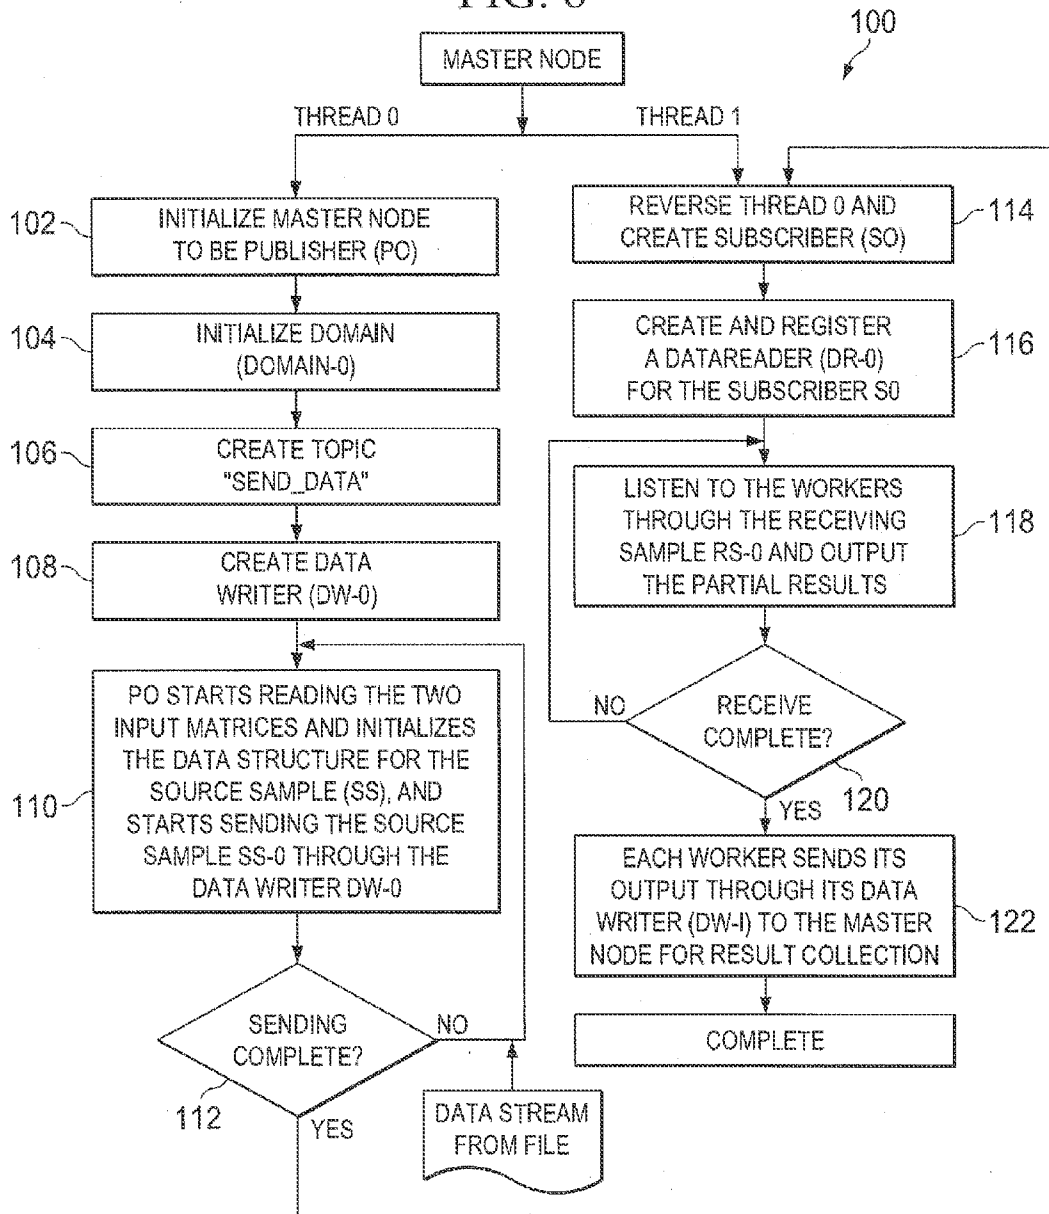 100
MASTER NODE
THREAD 0
THREAD 1
102
INITIALIZE MASTER NODE
TO BE PUBLISHER (PO)
104
INITIALIZE DOMAIN
(DOMAIN-0)
106
CREATE TOPIC
"SEND_DATA"
108
CREATE DATA
WRITER (DW-0)
110
PO STARTS READING THE TWO
INPUT MATRICES AND INITIALIZES
THE DATA STRUCTURE FOR THE
SOURCE SAMPLE (SS), AND
STARTS SENDING THE SOURCE
SAMPLE SS-0 THROUGH THE
DATA WRITER DW-0
SENDING
COMPLETE?
NO
112
YES
DATA STREAM
FROM FILE
REVERSE THREAD 0 AND
CREATE SUBSCRIBER (SO)
114
CREATE AND REGISTER
A DATAREADER (DR-0)
FOR THE SUBSCRIBER S0
116
LISTEN TO THE WORKERS
THROUGH THE RECEIVING
SAMPLE RS-0 AND OUTPUT
THE PARTIAL RESULTS
118
NO
RECEIVE
COMPLETE?
120
YES
EACH WORKER SENDS ITS
OUTPUT THROUGH ITS DATA
WRITER (DW-I) TO THE MASTER
NODE FOR RESULT COLLECTION
122
COMPLETE